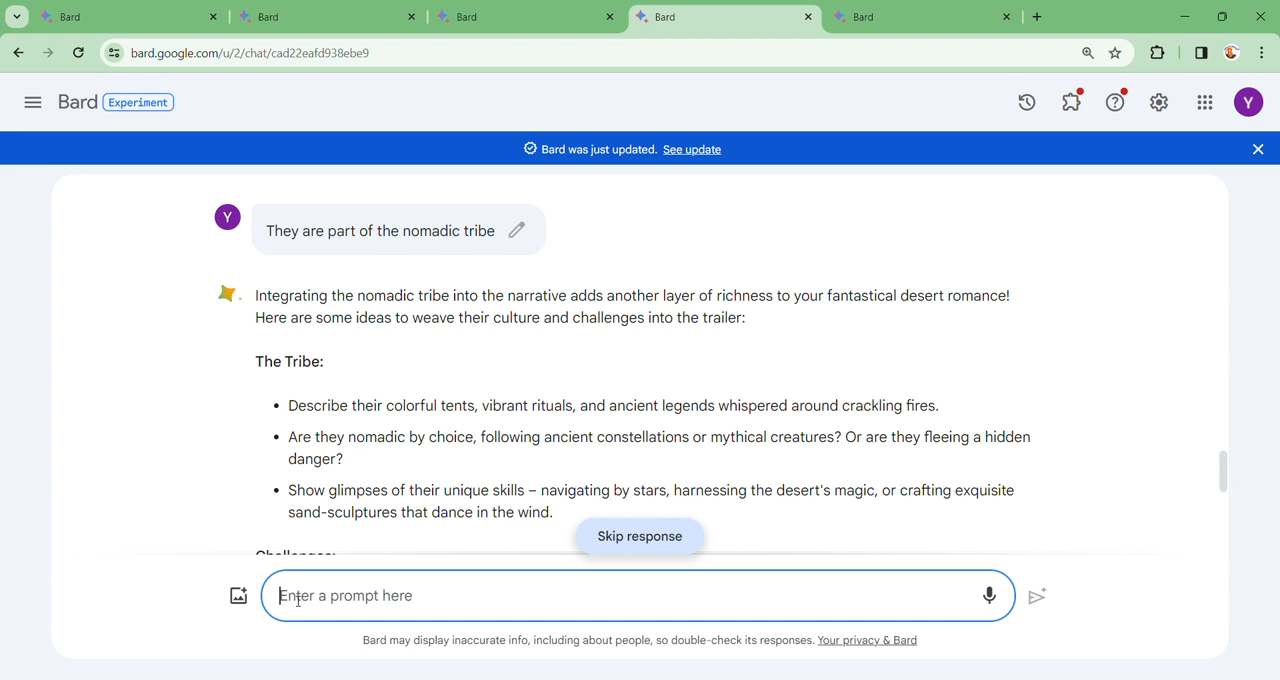 Bard
Bard
Bard
Bard
Bard
bard.google.com/u/2/chat/cad22eafd938ebe9
Bard Experiment
Y
Bard was just updated. See update
Y
They are part of the nomadic tribe
Integrating the nomadic tribe into the narrative adds another layer of richness to your fantastical desert romance!
Here are some ideas to weave their culture and challenges into the trailer:
The Tribe:
• Describe their colorful tents, vibrant rituals, and ancient legends whispered around crackling fires.
• Are they nomadic by choice, following ancient constellations or mythical creatures? Or are they fleeing a hidden
danger?
• Show glimpses of their unique skills – navigating by stars, harnessing the desert's magic, or crafting exquisite
sand-sculptures that dance in the wind.
Skip response
Challenges:
Enter a prompt here
Bard may display inaccurate info, including about people, so double-check its responses. Your privacy & Bard